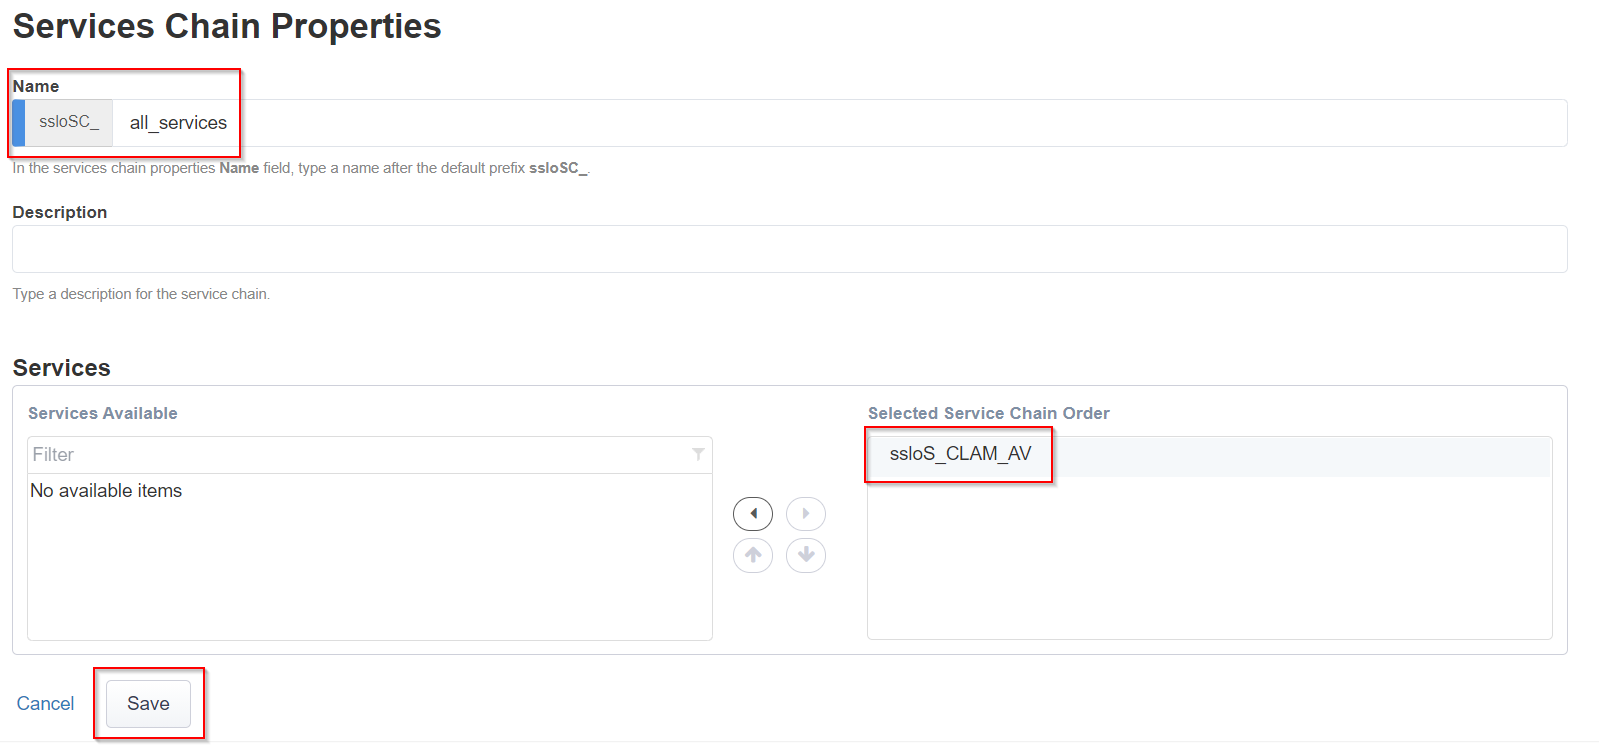 Services Chain Properties
Name
ssloSC_ all_services
In the services chain properties Name field, type a name after the default prefix ssloSC_.
Description
Type a description for the service chain.
Services
Services Available
Filter
No available items
Selected Service Chain Order
ssloS_CLAM_AV
Cancel
Save